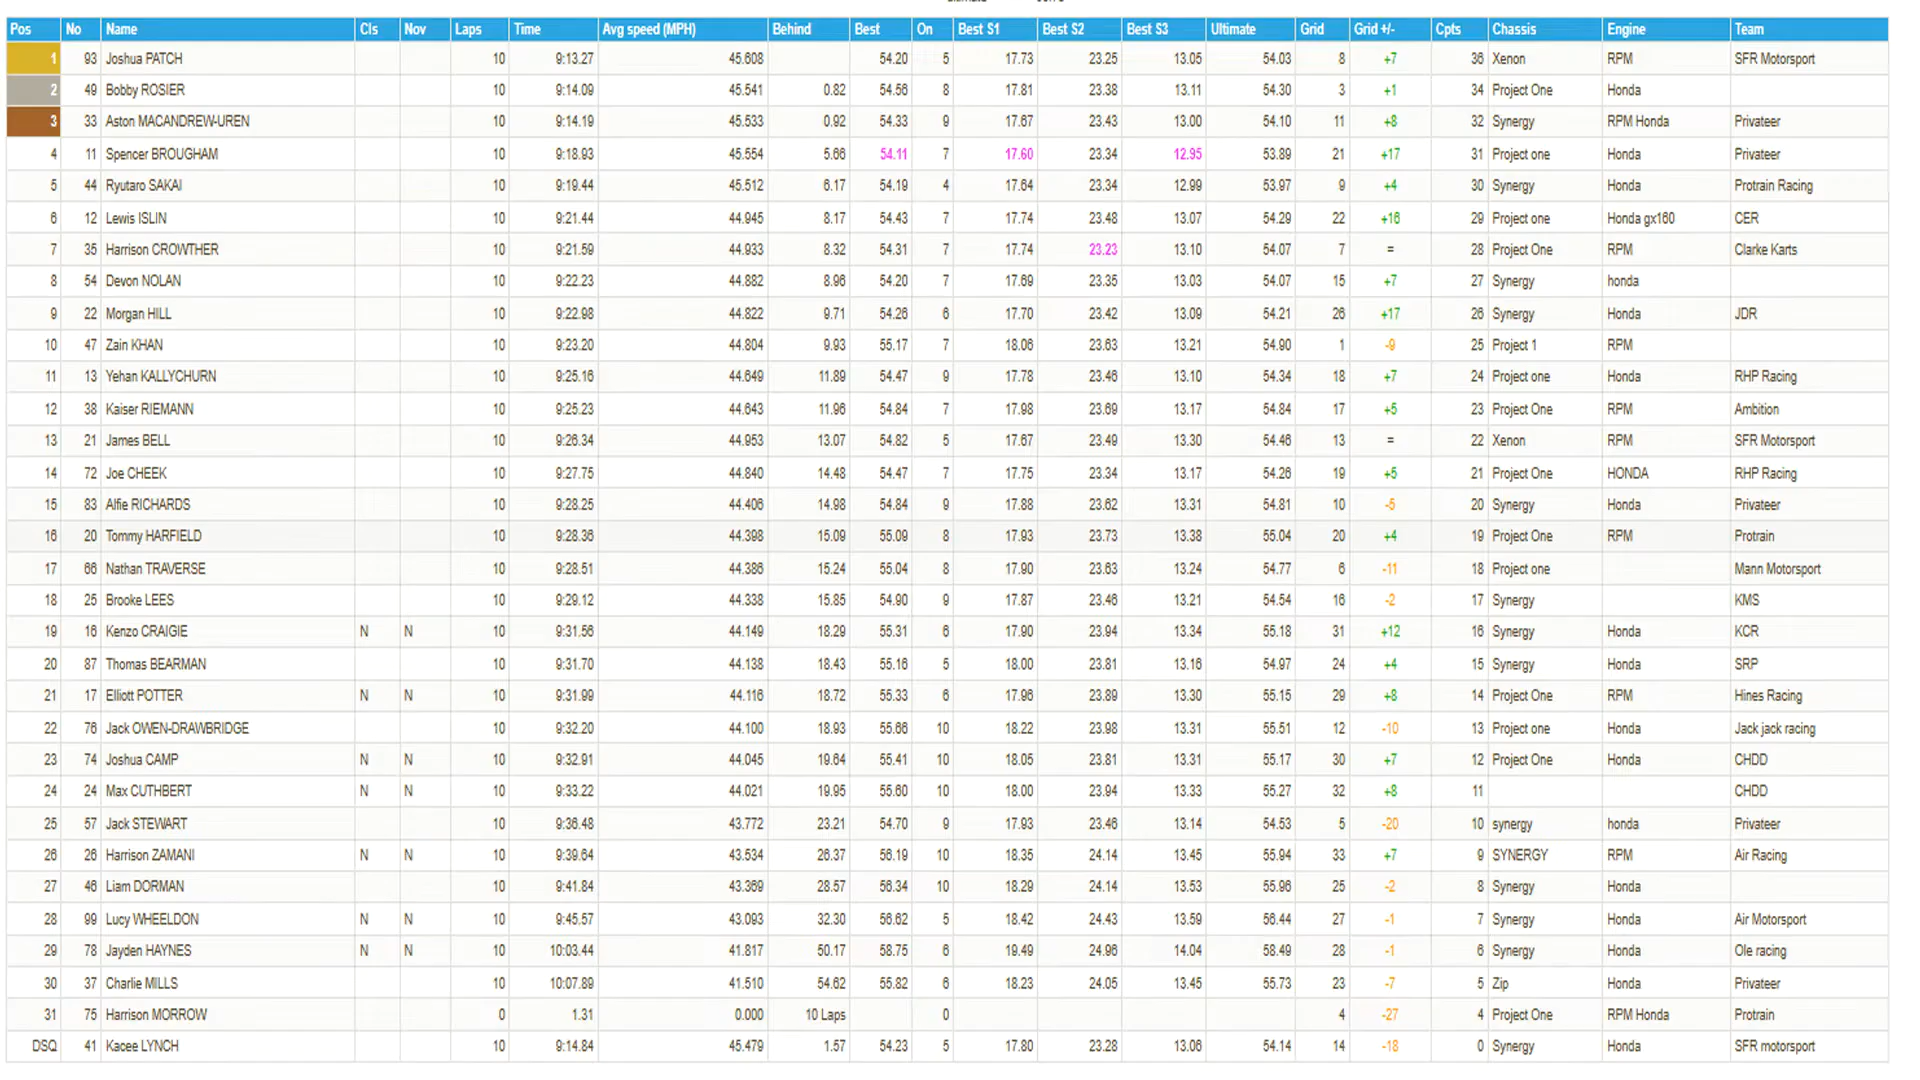 Pos No Name Cls Nov Laps Time Avg speed (MPH) Behind Best On Best S1 Best S2 Best S3 Ultimate Grid Grid +/- Cpts Chassis Engine Team
1 93 Joshua PATCH 10 9:13.27 45.608 54.20 5 17.73 23.25 13.05 54.03 8 +7 36 Xenon RPM SFR Motorsport
2 49 Bobby ROSIER 10 9:14.09 45.541 0.82 54.56 8 17.81 23.38 13.11 54.30 3 +1 34 Project One Honda
3 33 Aston MACANDREW-UREN 10 9:14.19 45.533 0.92 54.33 9 17.67 23.43 13.00 54.10 11 +8 32 Synergy RPM Honda Privateer
4 11 Spencer BROUGHAM 10 9:18.93 45.554 5.66 54.11 7 17.60 23.34 12.95 53.89 21 +17 31 Project one Honda Privateer
5 44 Ryutaro SAKAI 10 9:19.44 45.512 6.17 54.19 4 17.64 23.34 12.99 53.97 9 +4 30 Synergy Honda Protrain Racing
6 12 Lewis ISLIN 10 9:21.44 44.945 8.17 54.43 7 17.74 23.48 13.07 54.29 22 +16 29 Project one Honda gx160 CER
7 35 Harrison CROWTHER 10 9:21.59 44.933 8.32 54.31 7 17.74 23.23 13.10 54.07 7 = 28 Project One RPM Clarke Karts
8 54 Devon NOLAN 10 9:22.23 44.882 8.96 54.20 7 17.69 23.35 13.03 54.07 15 +7 27 Synergy honda
9 22 Morgan HILL 10 9:22.98 44.822 9.71 54.26 6 17.70 23.42 13.09 54.21 26 +17 26 Synergy Honda JDR
10 47 Zain KHAN 10 9:23.20 44.804 9.93 55.17 7 18.06 23.63 13.21 54.90 1 -9 25 Project 1 RPM
11 13 Yehan KALLYCHURN 10 9:25.16 44.649 11.89 54.47 9 17.78 23.46 13.10 54.34 18 +7 24 Project one Honda RHP Racing
12 38 Kaiser RIEMANN 10 9:25.23 44.643 11.96 54.84 7 17.98 23.69 13.17 54.84 17 +5 23 Project One RPM Ambition
13 21 James BELL 10 9:26.34 44.953 13.07 54.82 5 17.67 23.49 13.30 54.46 13 = 22 Xenon RPM SFR Motorsport
14 72 Joe CHEEK 10 9:27.75 44.840 14.48 54.47 7 17.75 23.34 13.17 54.26 19 +5 21 Project One HONDA RHP Racing
15 83 Alfie RICHARDS 10 9:28.25 44.406 14.98 54.84 9 17.88 23.62 13.31 54.81 10 -5 20 Synergy Honda Privateer
16 20 Tommy HARFIELD 10 9:28.36 44.398 15.09 55.09 8 17.93 23.73 13.38 55.04 20 +4 19 Project One RPM Protrain
17 66 Nathan TRAVERSE 10 9:28.51 44.386 15.24 55.04 8 17.90 23.63 13.24 54.77 6 -11 18 Project one Mann Motorsport
18 25 Brooke LEES 10 9:29.12 44.338 15.85 54.90 9 17.87 23.46 13.21 54.54 16 -2 17 Synergy KMS
19 16 Kenzo CRAIGIE N N 10 9:31.56 44.149 18.29 55.31 6 17.90 23.94 13.34 55.18 31 +12 16 Synergy Honda KCR
20 87 Thomas BEARMAN 10 9:31.70 44.138 18.43 55.16 5 18.00 23.81 13.16 54.97 24 +4 15 Synergy Honda SRP
21 17 Elliott POTTER N N 10 9:31.99 44.116 18.72 55.33 6 17.96 23.89 13.30 55.15 29 +8 14 Project One RPM Hines Racing
22 76 Jack OWEN-DRAWBRIDGE 10 9:32.20 44.100 18.93 55.66 10 18.22 23.98 13.31 55.51 12 -10 13 Project one Honda Jack jack racing
23 74 Joshua CAMP N N 10 9:32.91 44.045 19.64 55.41 10 18.05 23.81 13.31 55.17 30 +7 12 Project One Honda CHDD
24 24 Max CUTHBERT N N 10 9:33.22 44.021 19.95 55.60 10 18.00 23.94 13.33 55.27 32 +8 11 CHDD
25 57 Jack STEWART 10 9:36.48 43.772 23.21 54.70 9 17.93 23.46 13.14 54.53 5 -20 10 synergy honda Privateer
26 26 Harrison ZAMANI N N 10 9:39.64 43.534 26.37 56.19 10 18.35 24.14 13.45 55.94 33 +7 9 SYNERGY RPM Air Racing
27 46 Liam DORMAN 10 9:41.84 43.369 28.57 56.34 10 18.29 24.14 13.53 55.96 25 -2 8 Synergy Honda
28 99 Lucy WHEELDON N N 10 9:45.57 43.093 32.30 56.62 5 18.42 24.43 13.59 56.44 27 -1 7 Synergy Honda Air Motorsport
29 78 Jayden HAYNES N N 10 10:03.44 41.817 50.17 58.75 6 19.49 24.96 14.04 58.49 28 -1 6 Synergy Honda Ole racing
30 37 Charlie MILLS 10 10:07.89 41.510 54.62 55.82 6 18.23 24.05 13.45 55.73 23 -7 5 Zip Honda Privateer
31 75 Harrison MORROW 0 1.31 0.000 10 Laps 0 4 -27 4 Project One RPM Honda Protrain
DSQ 41 Kacee LYNCH 10 9:14.84 45.479 1.57 54.23 5 17.80 23.28 13.06 54.14 14 -18 0 Synergy Honda SFR motorsport